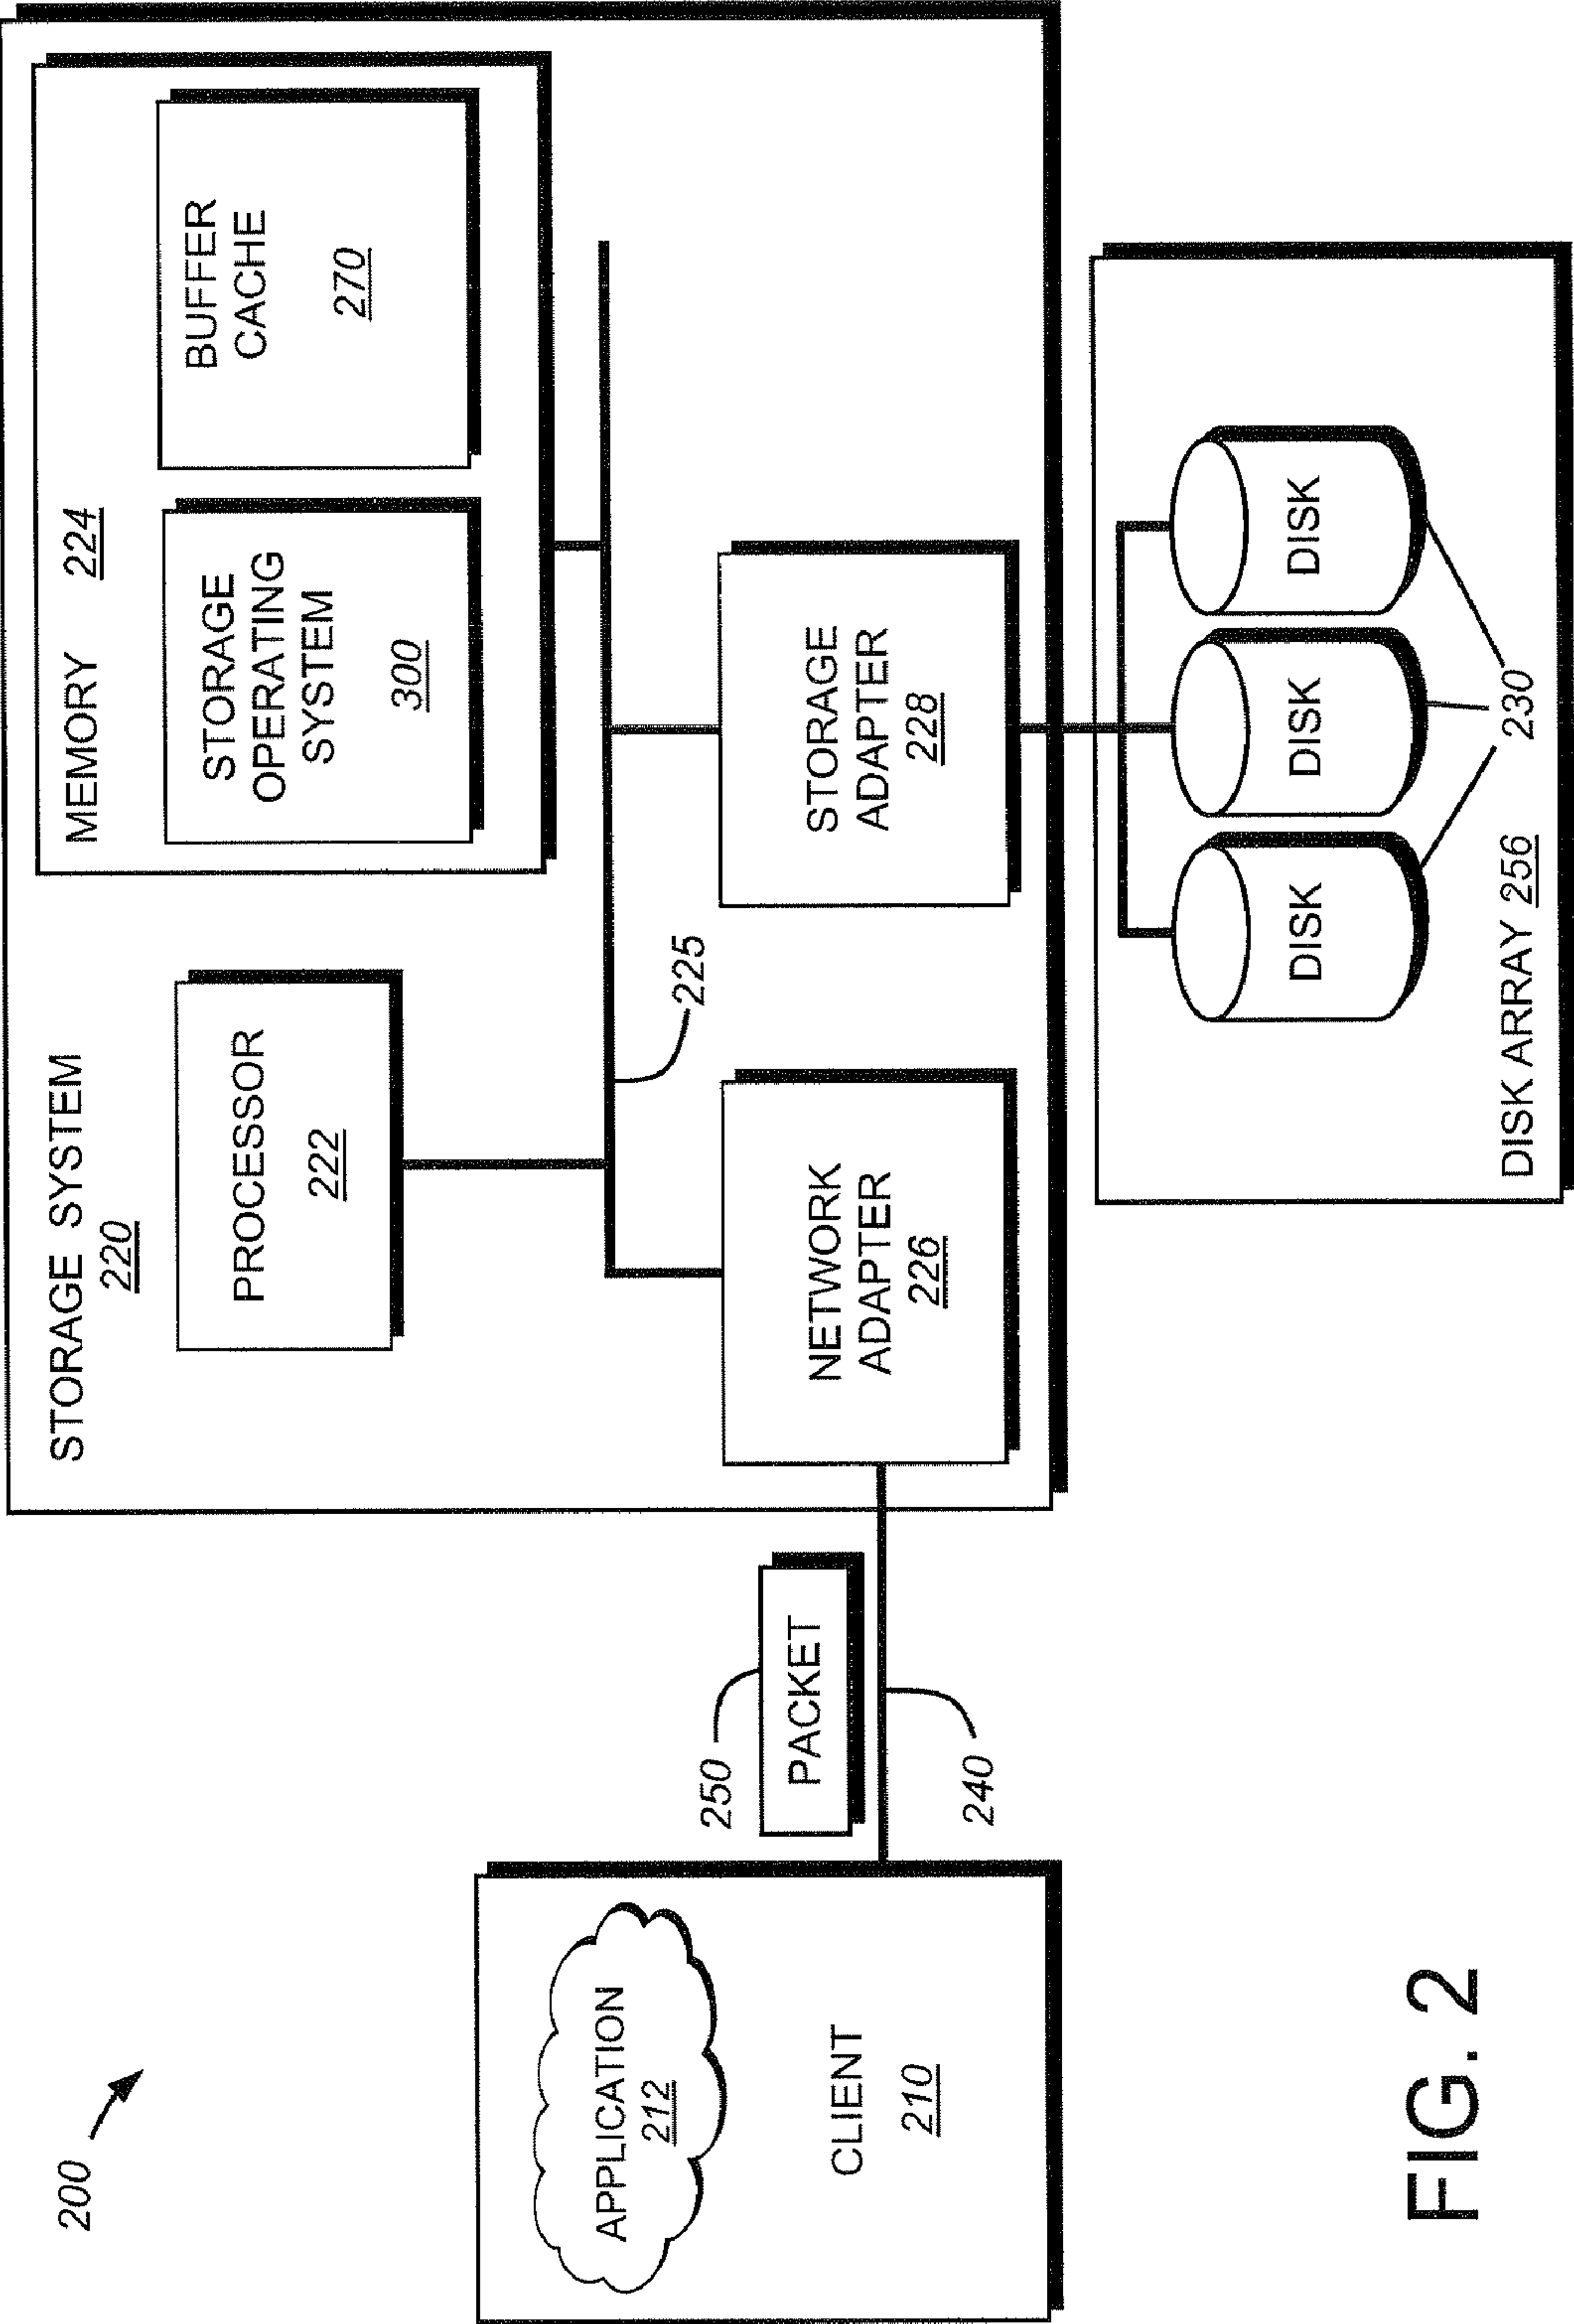 200
STORAGE SYSTEM
220
MEMORY 224
PROCESSOR
222
STORAGE
OPERATING
SYSTEM
300
BUFFER
CACHE
270
225
APPLICATION
212
CLIENT
210
250
PACKET
240
NETWORK
ADAPTER
226
STORAGE
ADAPTER
228
DISK
DISK
DISK
230
DISK ARRAY 256
FIG. 2